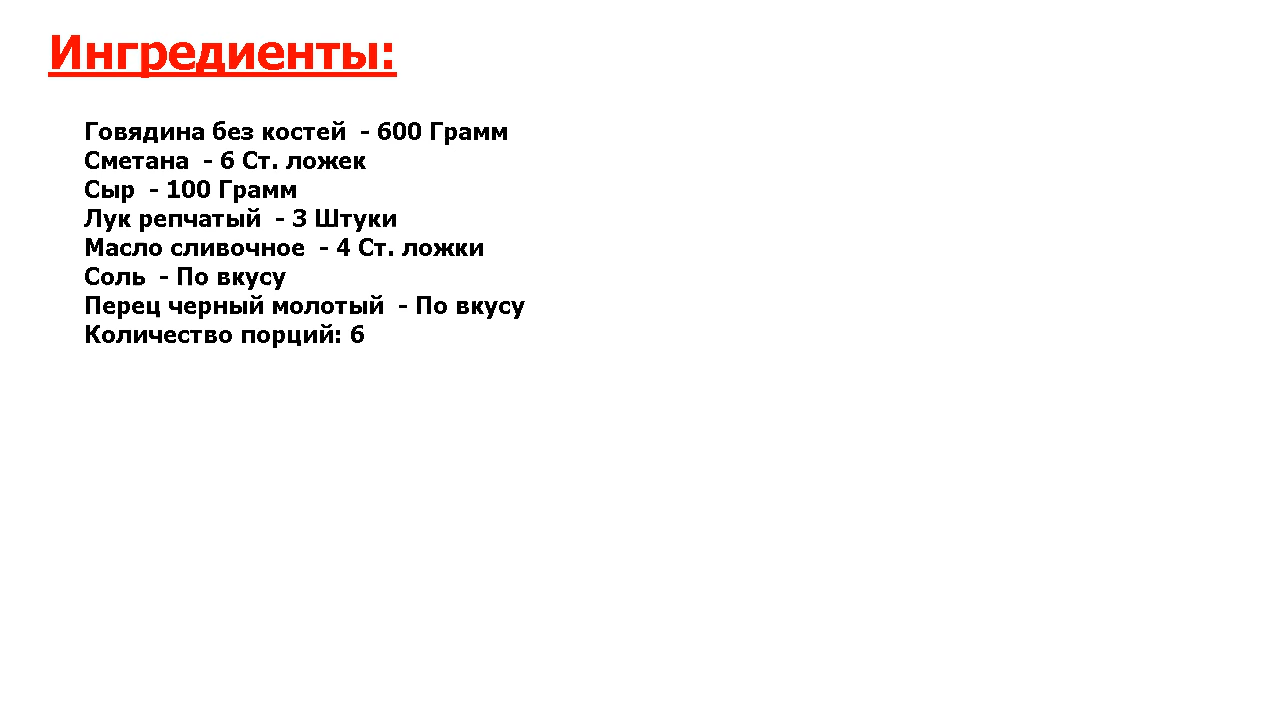 Ингредиенты:
Говядина без костей  - 600 Грамм
Сметана  - 6 Ст. ложек
Сыр  - 100 Грамм
Лук репчатый  - 3 Штуки
Масло сливочное  - 4 Ст. ложки
Соль  - По вкусу
Перец черный молотый  - По вкусу
Количество порций: 6